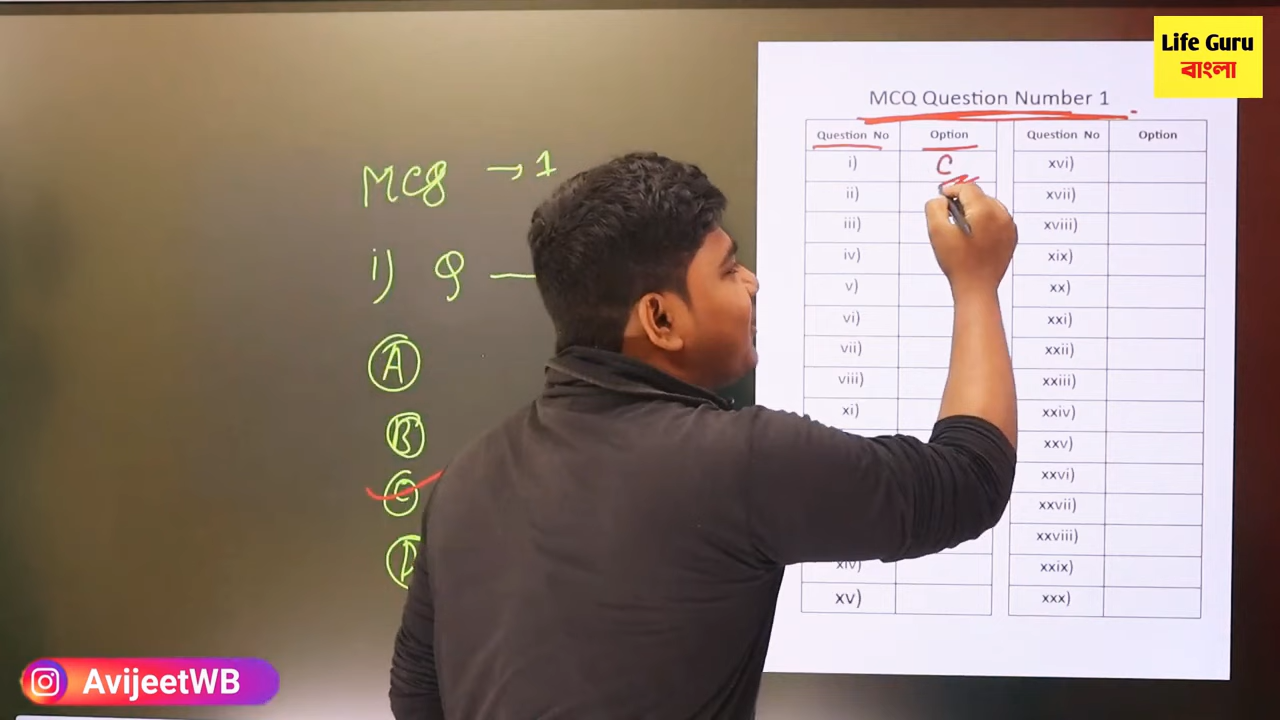 Life Guru
বাংলা
MCQ → 1
i) Q —
A
B
C
D
MCQ Question Number 1
Question No Option Question No Option
i) C xvi)
ii) xvii)
iii) xviii)
iv) xix)
v) xx)
vi) xxi)
vii) xxii)
viii) xxiii)
xi) xxiv)
xxv)
xxvi)
xxvii)
xxviii)
xiv) xxix)
xv) xxx)
AvijeetWB